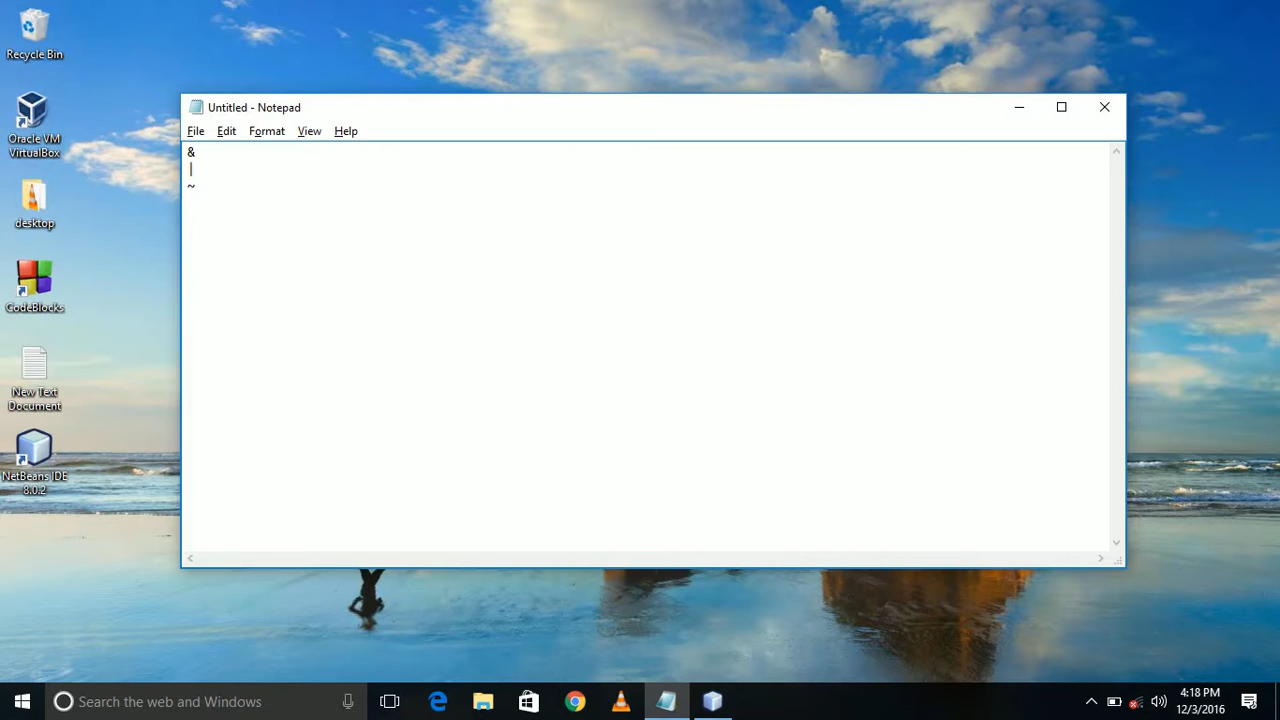 Recycle Bin
Oracle VM
VirtualBox
desktop
CodeBlocks
New Text
Document
NetBeans IDE
8.0.2
Untitled - Notepad
File Edit Format View Help
&
|
~
Search the web and Windows
4:18 PM
12/3/2016